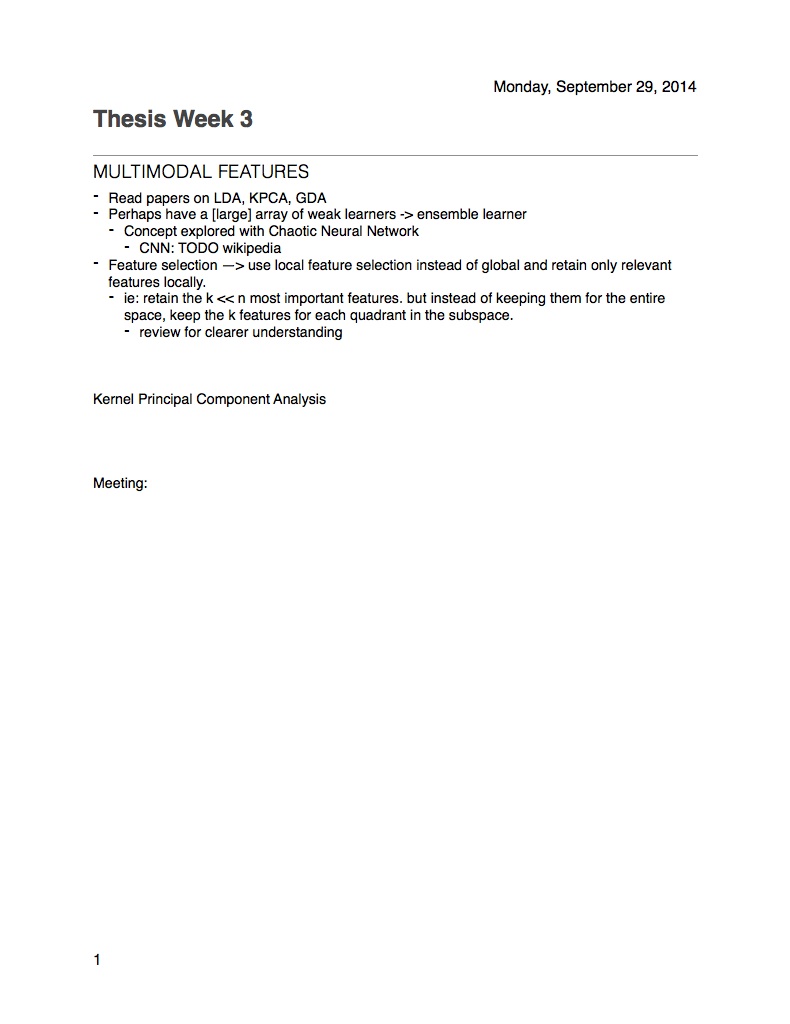 Monday, September 29, 2014
Thesis Week 3
MULTIMODAL FEATURES
- Read papers on LDA, KPCA, GDA
- Perhaps have a [large] array of weak learners -> ensemble learner
- Concept explored with Chaotic Neural Network
- CNN: TODO wikipedia
- Feature selection —> use local feature selection instead of global and retain only relevant
features locally.
- ie: retain the k << n most important features. but instead of keeping them for the entire
space, keep the k features for each quadrant in the subspace.
- review for clearer understanding
Kernel Principal Component Analysis
Meeting:
1